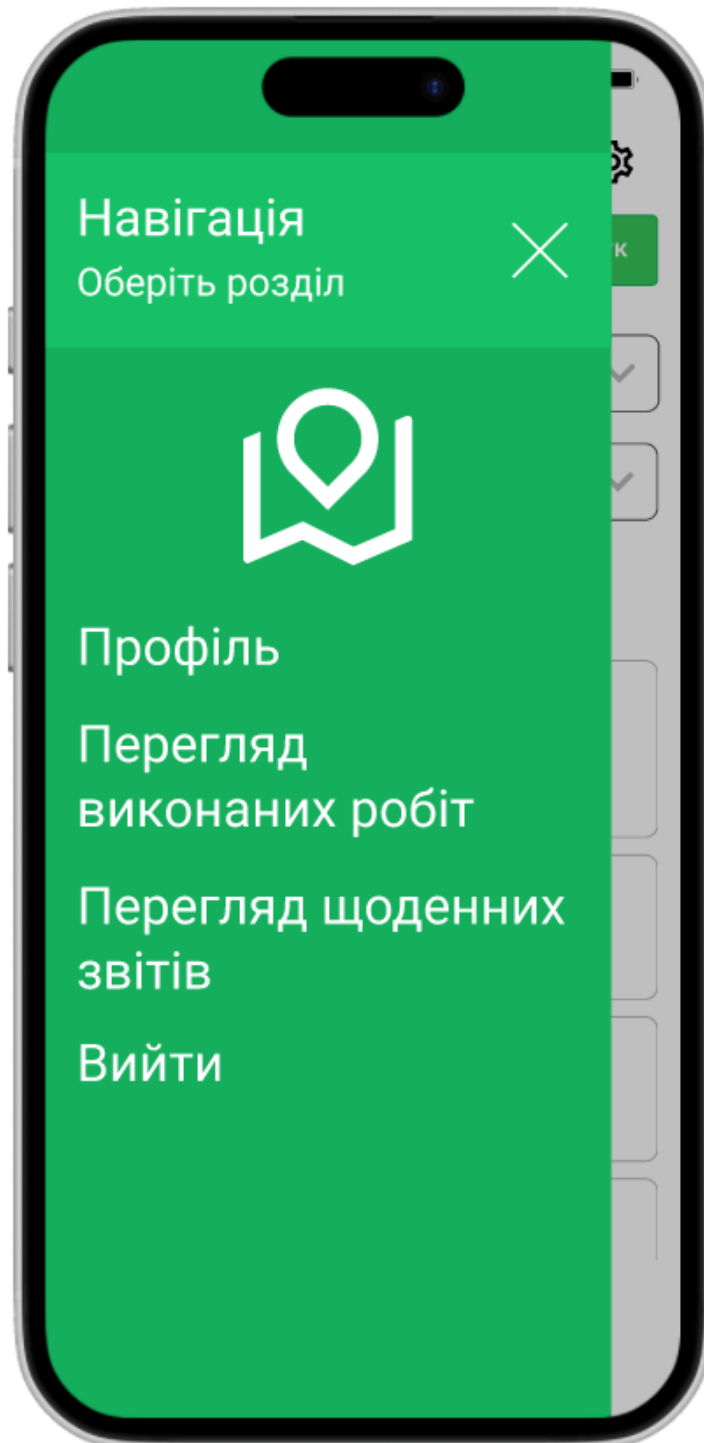 Навігація
Оберіть розділ
Профіль
Перегляд
виконаних робіт
Перегляд щоденних
звітів
Вийти